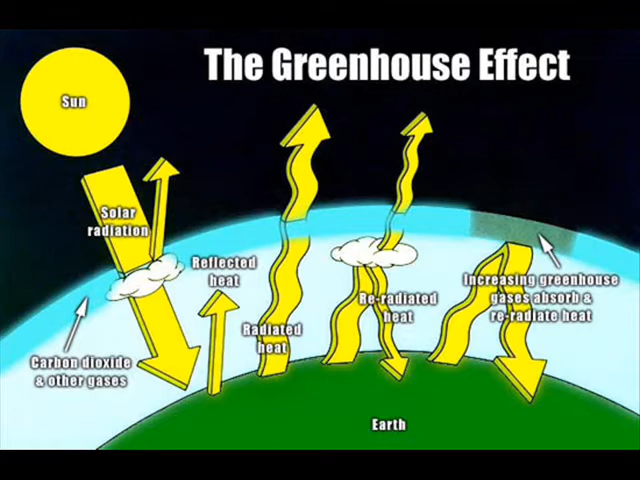 The Greenhouse Effect
Sun
Solar
radiation
Reflected
heat
Radiated
heat
Re-radiated
heat
Increasing greenhouse
gases absorb &
re-radiate heat
Carbon dioxide
& other gases
Earth